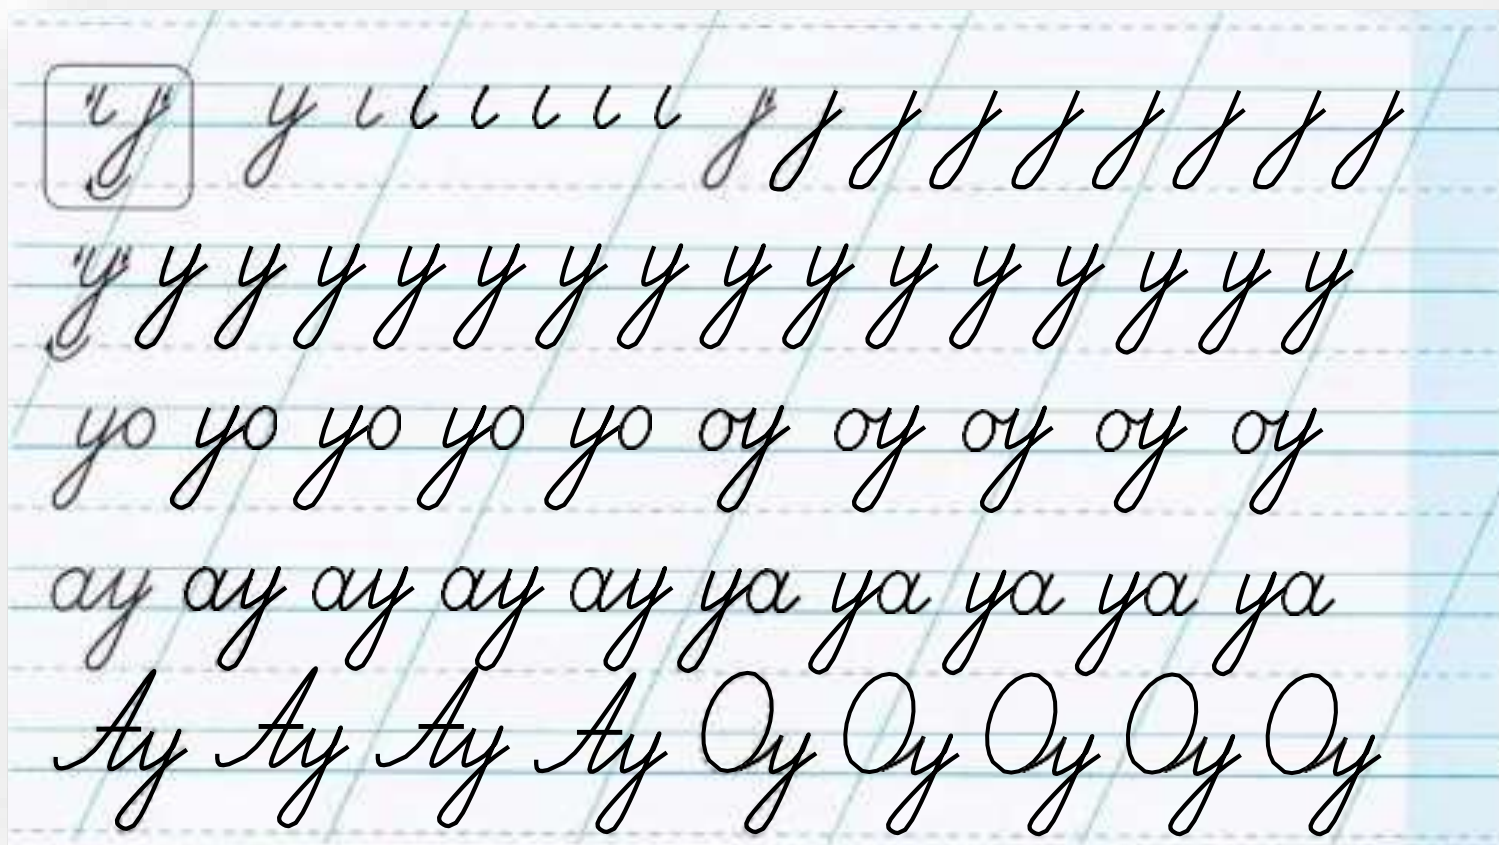 у
у у у у у у у у у у у у у у у у
уо уо уо уо уо оу оу оу оу оу
ау ау ау ау ау уа уа уа уа уа
Ау Ау Ау Ау Оу Оу Оу Оу Оу